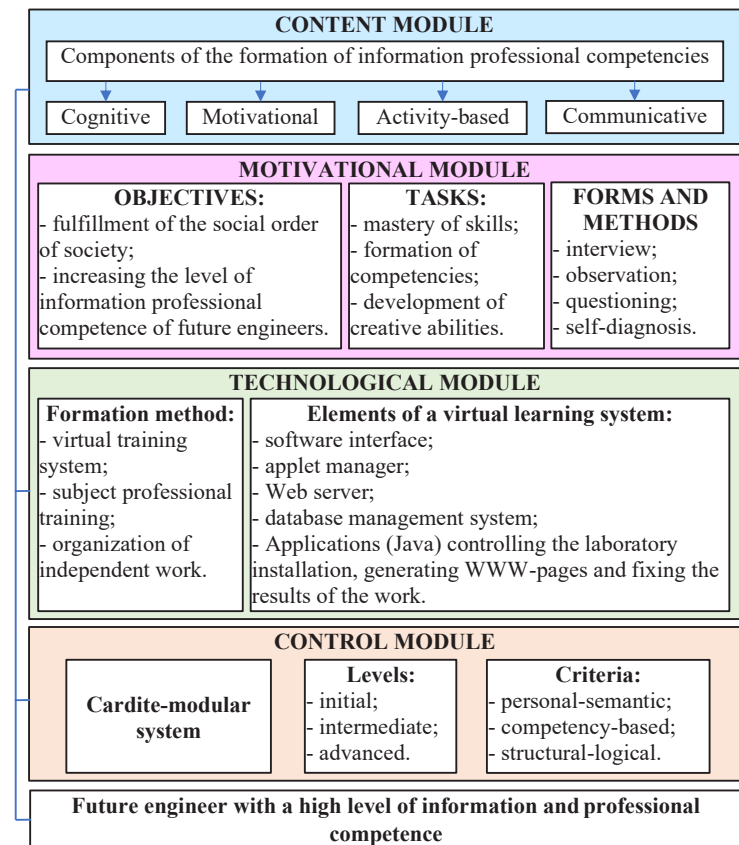 CONTENT MODULE
Components of the formation of information professional competencies
Cognitive
Motivational
Activity-based
Communicative
MOTIVATIONAL MODULE
OBJECTIVES:
- fulfillment of the social order
of society;
- increasing the level of
information professional
competence of future engineers.
TASKS:
- mastery of skills;
- formation of
competencies;
- development of
creative abilities.
FORMS AND
METHODS
- interview;
- observation;
- questioning;
- self-diagnosis.
TECHNOLOGICAL MODULE
Formation method:
- virtual training
system;
- subject professional
training;
- organization of
independent work.
Elements of a virtual learning system:
- software interface;
- applet manager;
- Web server;
- database management system;
- Applications (Java) controlling the laboratory
installation, generating WWW-pages and fixing the
results of the work.
CONTROL MODULE
Cardite-modular
system
Levels:
- initial;
- intermediate;
- advanced.
Criteria:
- personal-semantic;
- competency-based;
- structural-logical.
Future engineer with a high level of information and professional
competence